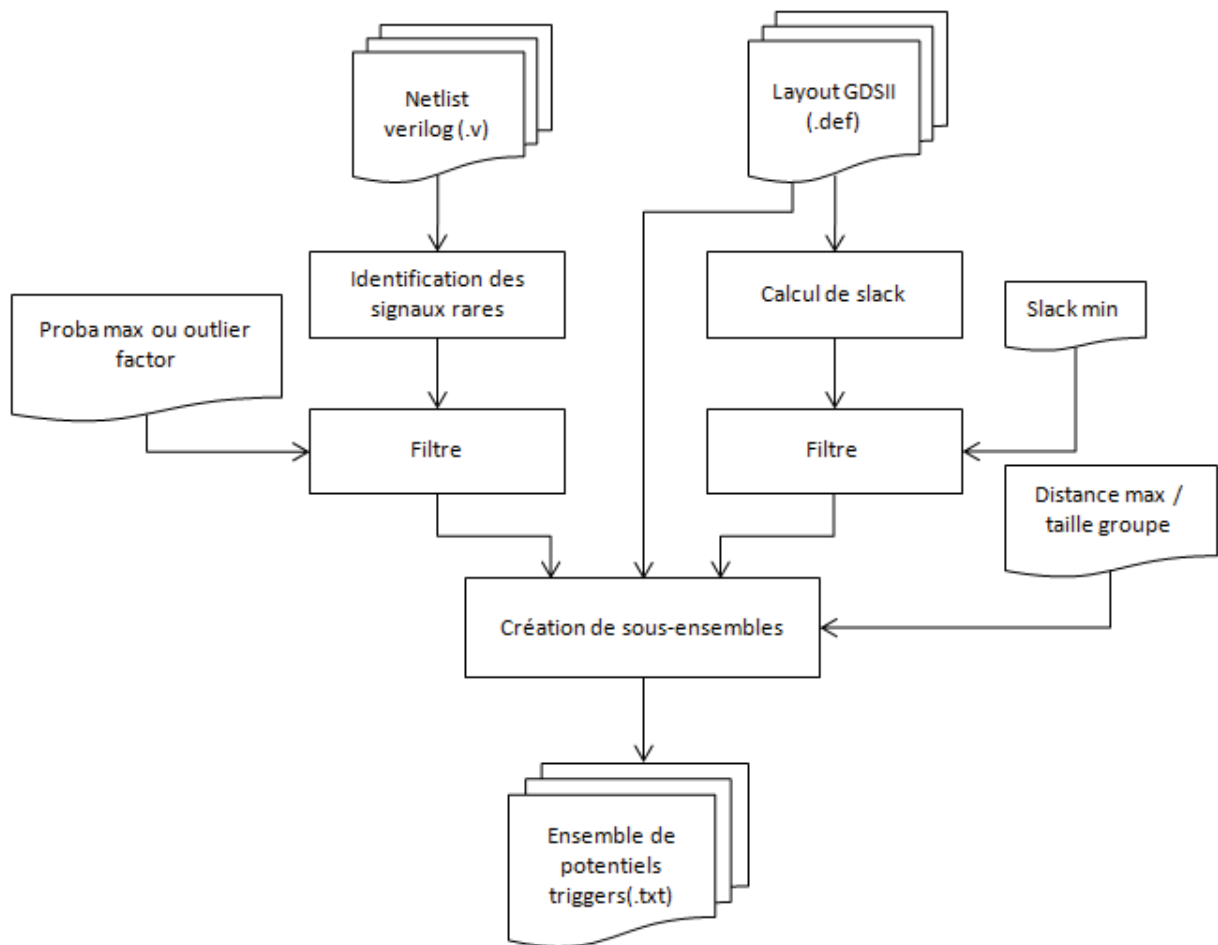 Netlist
verilog (.v)
Layout GDSII
(.def)
Identification des
signaux rares
Calcul de slack
Slack min
Proba max ou outlier
factor
Filtre
Filtre
Distance max /
taille groupe
Création de sous-ensembles
Ensemble de
potentiels
triggers(.txt)